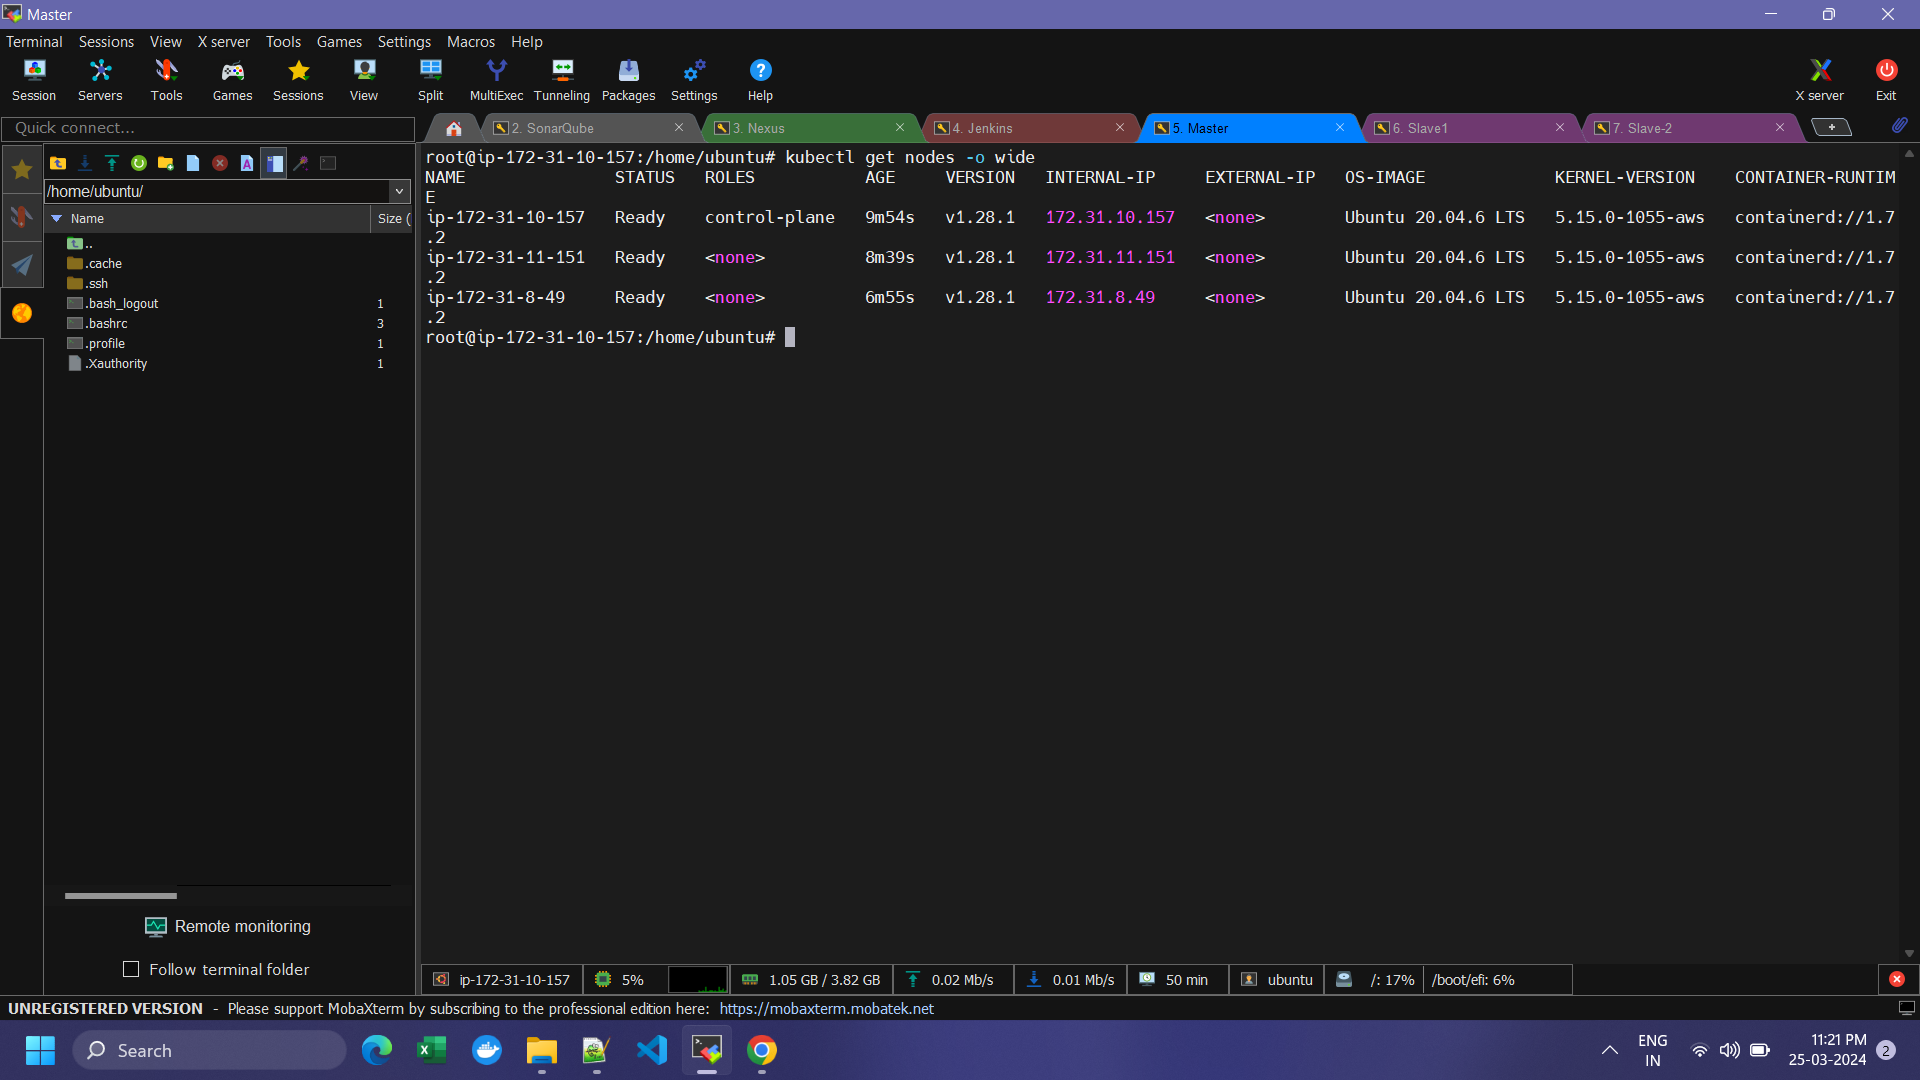 Master
Terminal Sessions View X server Tools Games Settings Macros Help
Session Servers Tools Games Sessions View Split MultiExec Tunneling Packages Settings Help X server Exit
Quick connect...
2. SonarQube 3. Nexus 4. Jenkins 5. Master 6. Slave1 7. Slave-2
/home/ubuntu/
Name Size (
..
.cache
.ssh
.bash_logout 1
.bashrc 3
.profile 1
.Xauthority 1
Remote monitoring
Follow terminal folder
root@ip-172-31-10-157:/home/ubuntu# kubectl get nodes -o wide
NAME STATUS ROLES AGE VERSION INTERNAL-IP EXTERNAL-IP OS-IMAGE KERNEL-VERSION CONTAINER-RUNTIM
E
ip-172-31-10-157 Ready control-plane 9m54s v1.28.1 172.31.10.157 <none> Ubuntu 20.04.6 LTS 5.15.0-1055-aws containerd://1.7
.2
ip-172-31-11-151 Ready <none> 8m39s v1.28.1 172.31.11.151 <none> Ubuntu 20.04.6 LTS 5.15.0-1055-aws containerd://1.7
.2
ip-172-31-8-49 Ready <none> 6m55s v1.28.1 172.31.8.49 <none> Ubuntu 20.04.6 LTS 5.15.0-1055-aws containerd://1.7
.2
root@ip-172-31-10-157:/home/ubuntu#
ip-172-31-10-157 5% 1.05 GB / 3.82 GB 0.02 Mb/s 0.01 Mb/s 50 min ubuntu /: 17% /boot/efi: 6%
UNREGISTERED VERSION - Please support MobaXterm by subscribing to the professional edition here: https://mobaxterm.mobatek.net
Search
ENG
IN
11:21 PM
25-03-2024
2